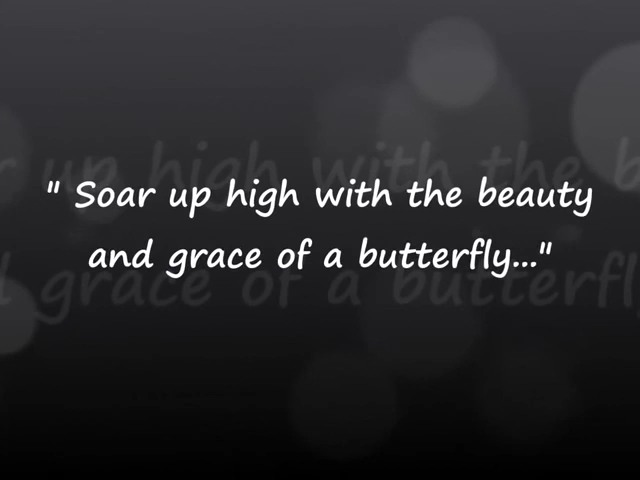 " Soar up high with the beauty
and grace of a butterfly..."